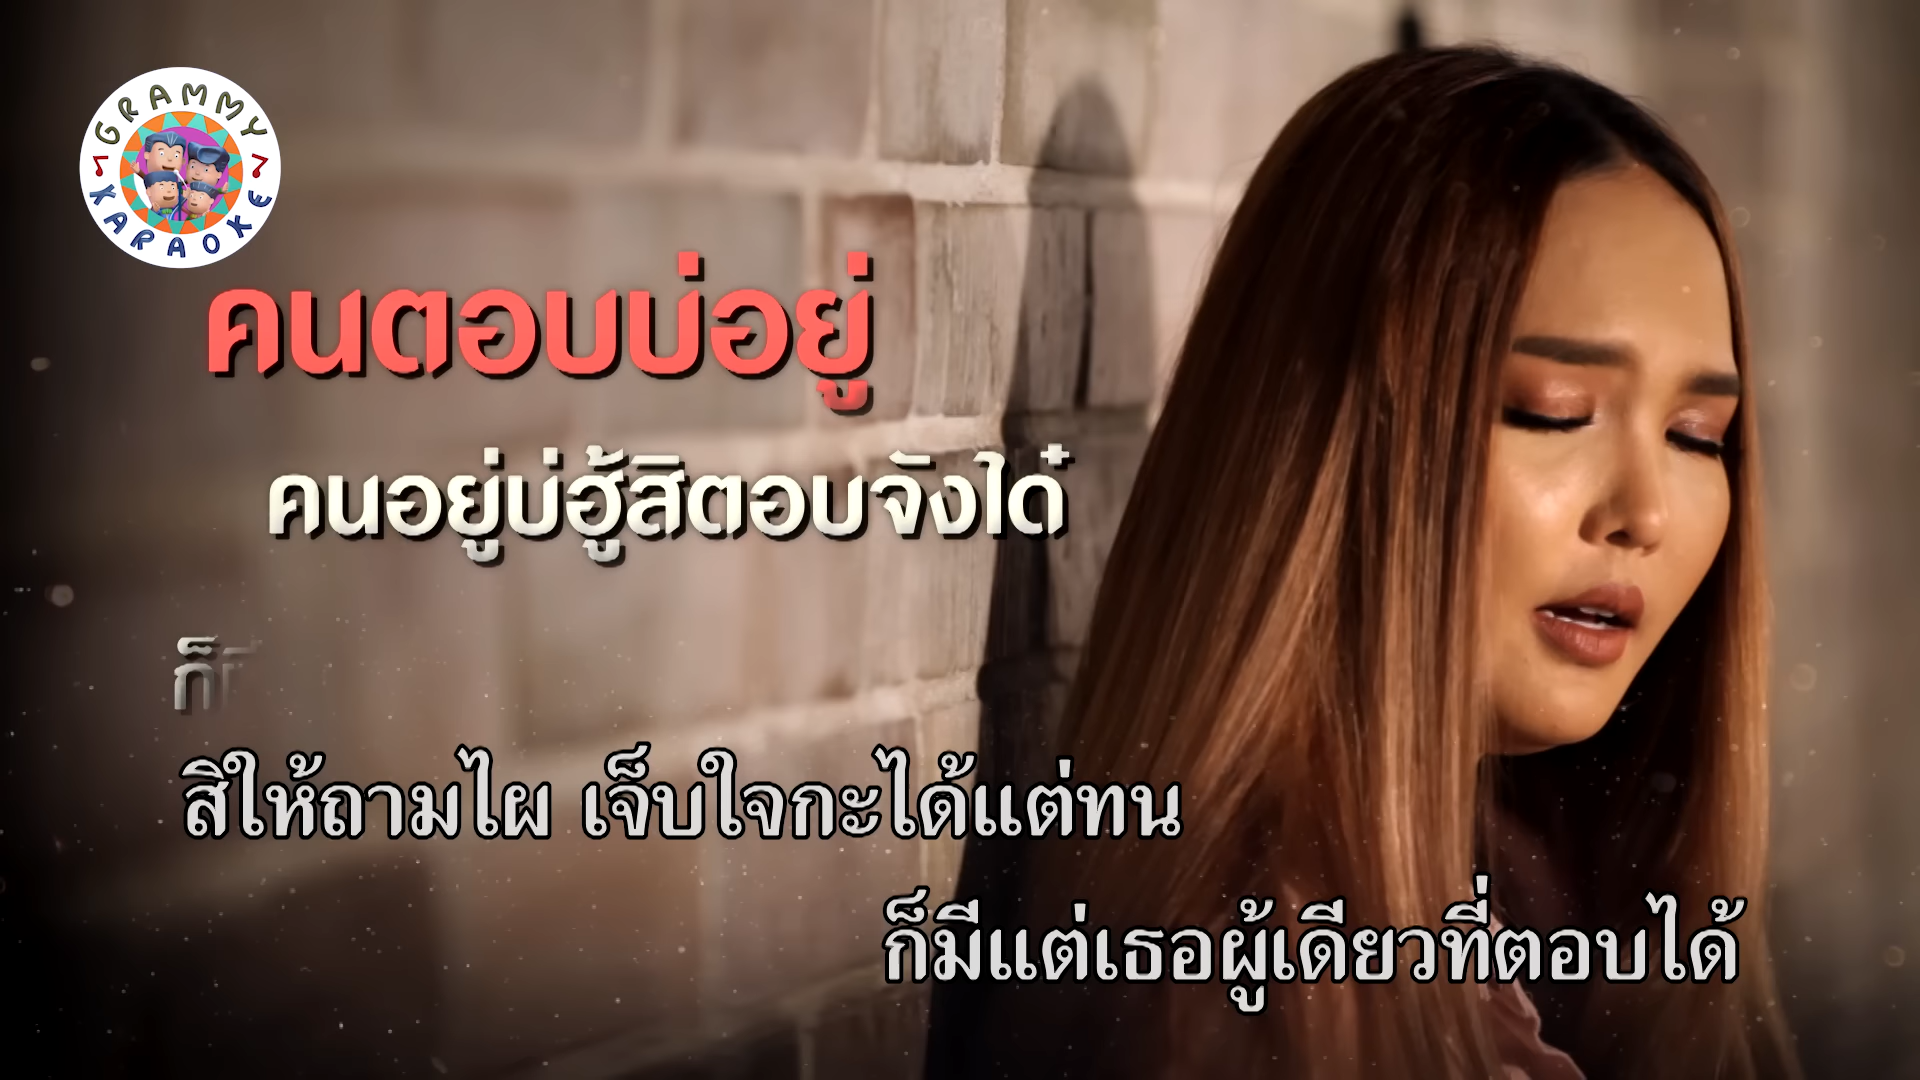 GRAMMY
KARAOKE
คนตอบบ่อยู่
คนอยู่บ่ฮู้สิตอบจังได๋
ก็มี
สิให้ถามไผ เจ็บใจกะได้แต่ทน
ก็มีแต่เธอผู้เดียวที่ตอบได้